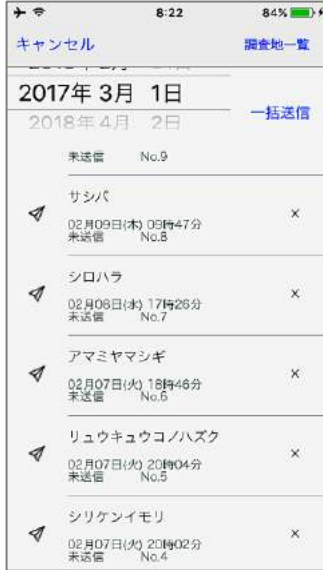 8:22
84%
キャンセル
調査地一覧
2017年 3月 1日
一括送信
2018年 4月 2日
未送信 No.9
サシバ
02月09日(木) 09時47分
未送信 No.8
シロハラ
02月08日(水) 17時26分
未送信 No.7
アマミヤマシギ
02月07日(火) 18時46分
未送信 No.6
リュウキュウコノハズク
02月07日(火) 20時04分
未送信 No.5
シリケンイモリ
02月07日(火) 20時02分
未送信 No.4